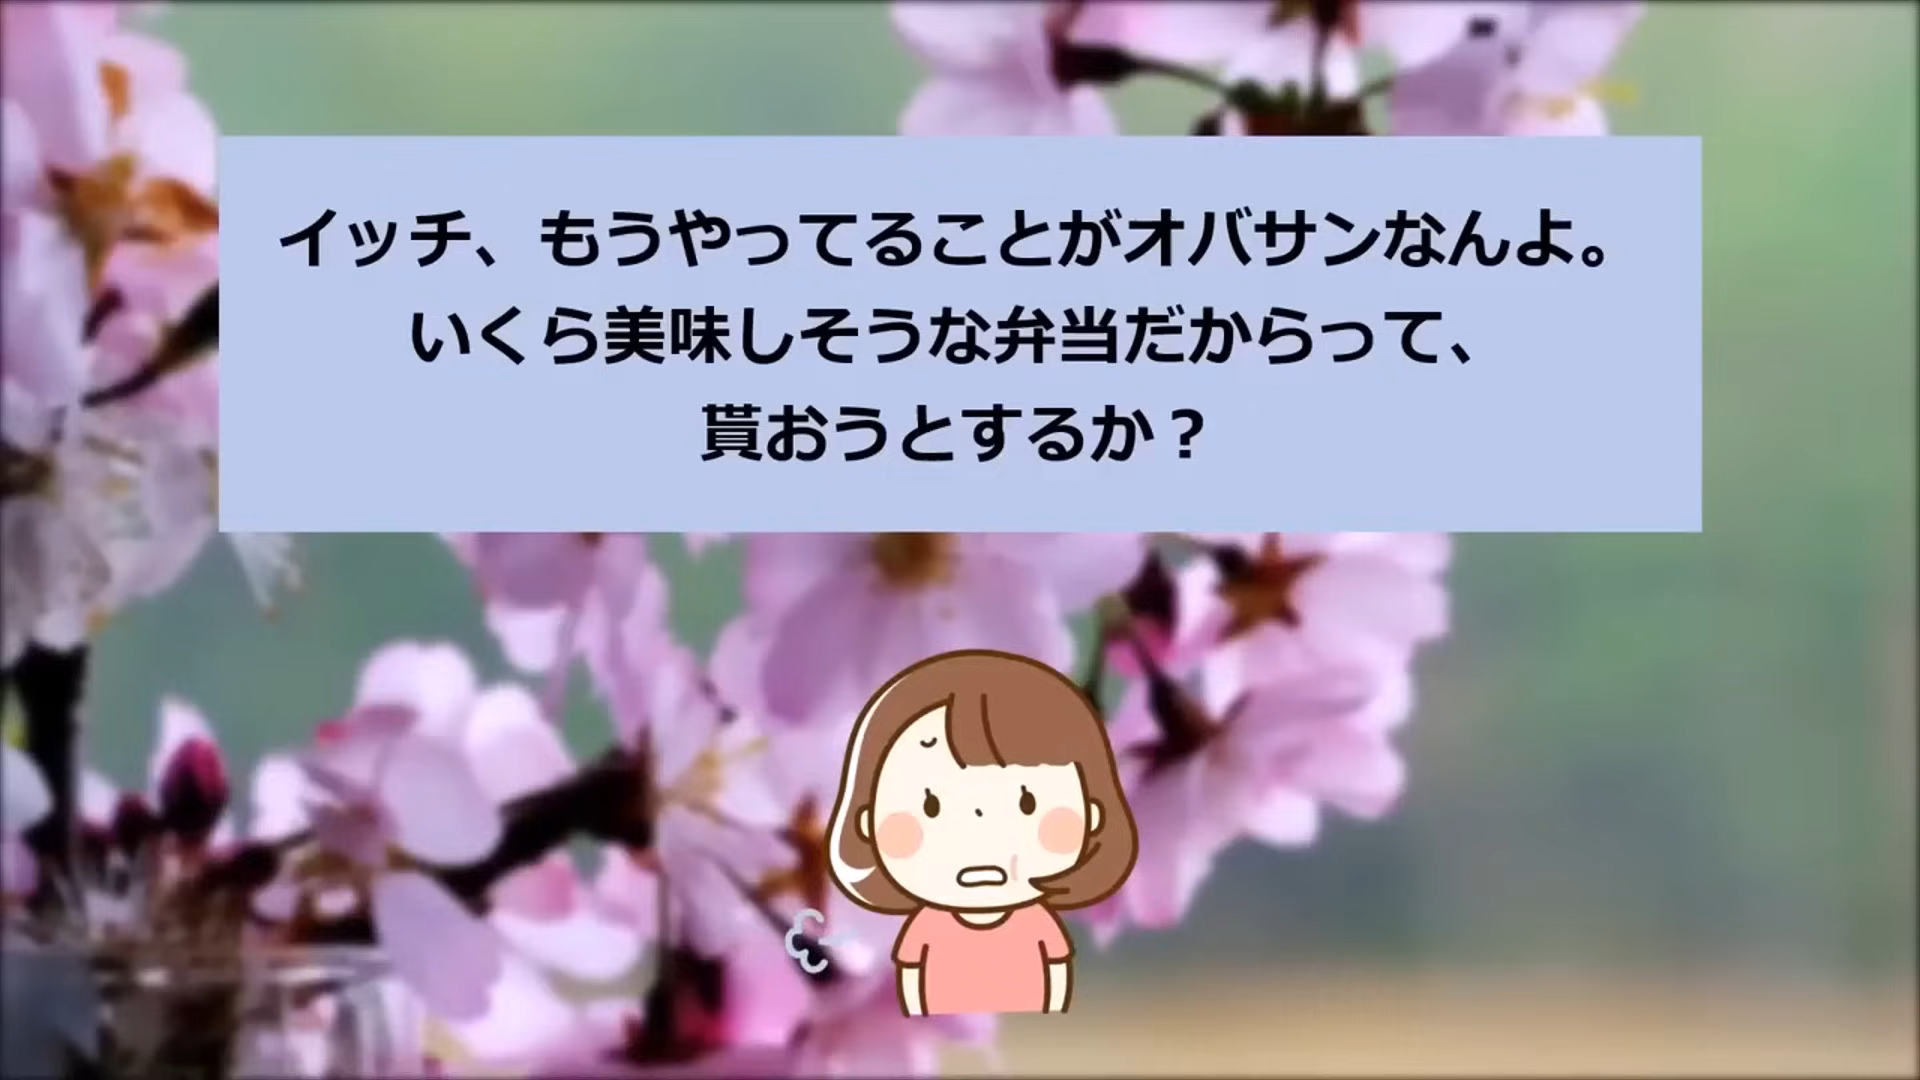 イッチ、もうやってることがオバサンなんよ。
いくら美味しそうな弁当だからって、
貰おうとするか？